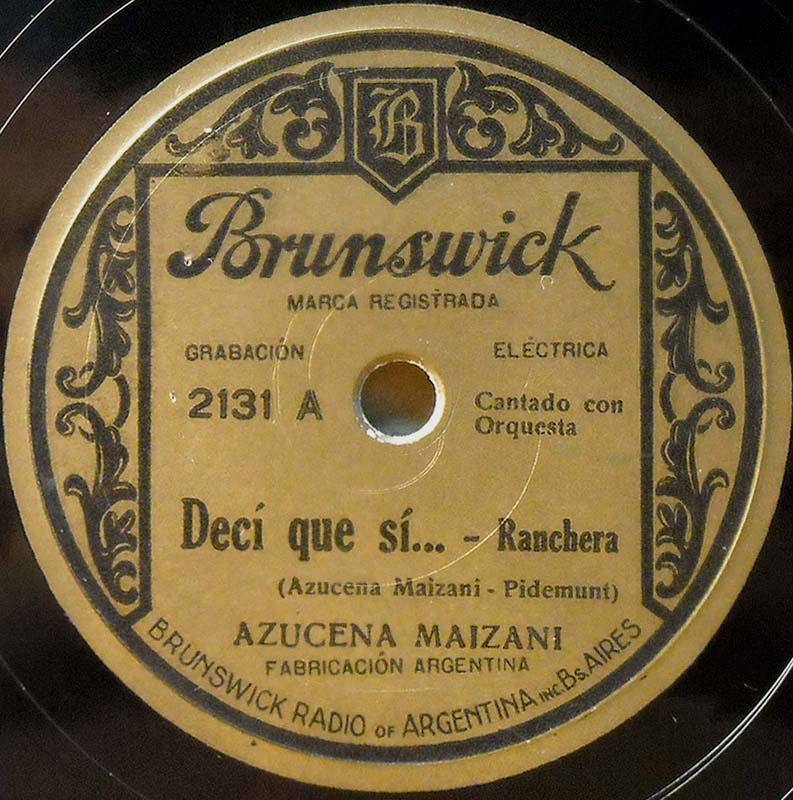 B
Brunswick
MARCA REGISTRADA
GRABACIÓN ELÉCTRICA
2131 A
Cantado con
Orquesta
Decí que sí... - Ranchera
(Azucena Maizani - Pidemunt)
AZUCENA MAIZANI
FABRICACIÓN ARGENTINA
BRUNSWICK RADIO OF ARGENTINA INC. Bs. AIRES